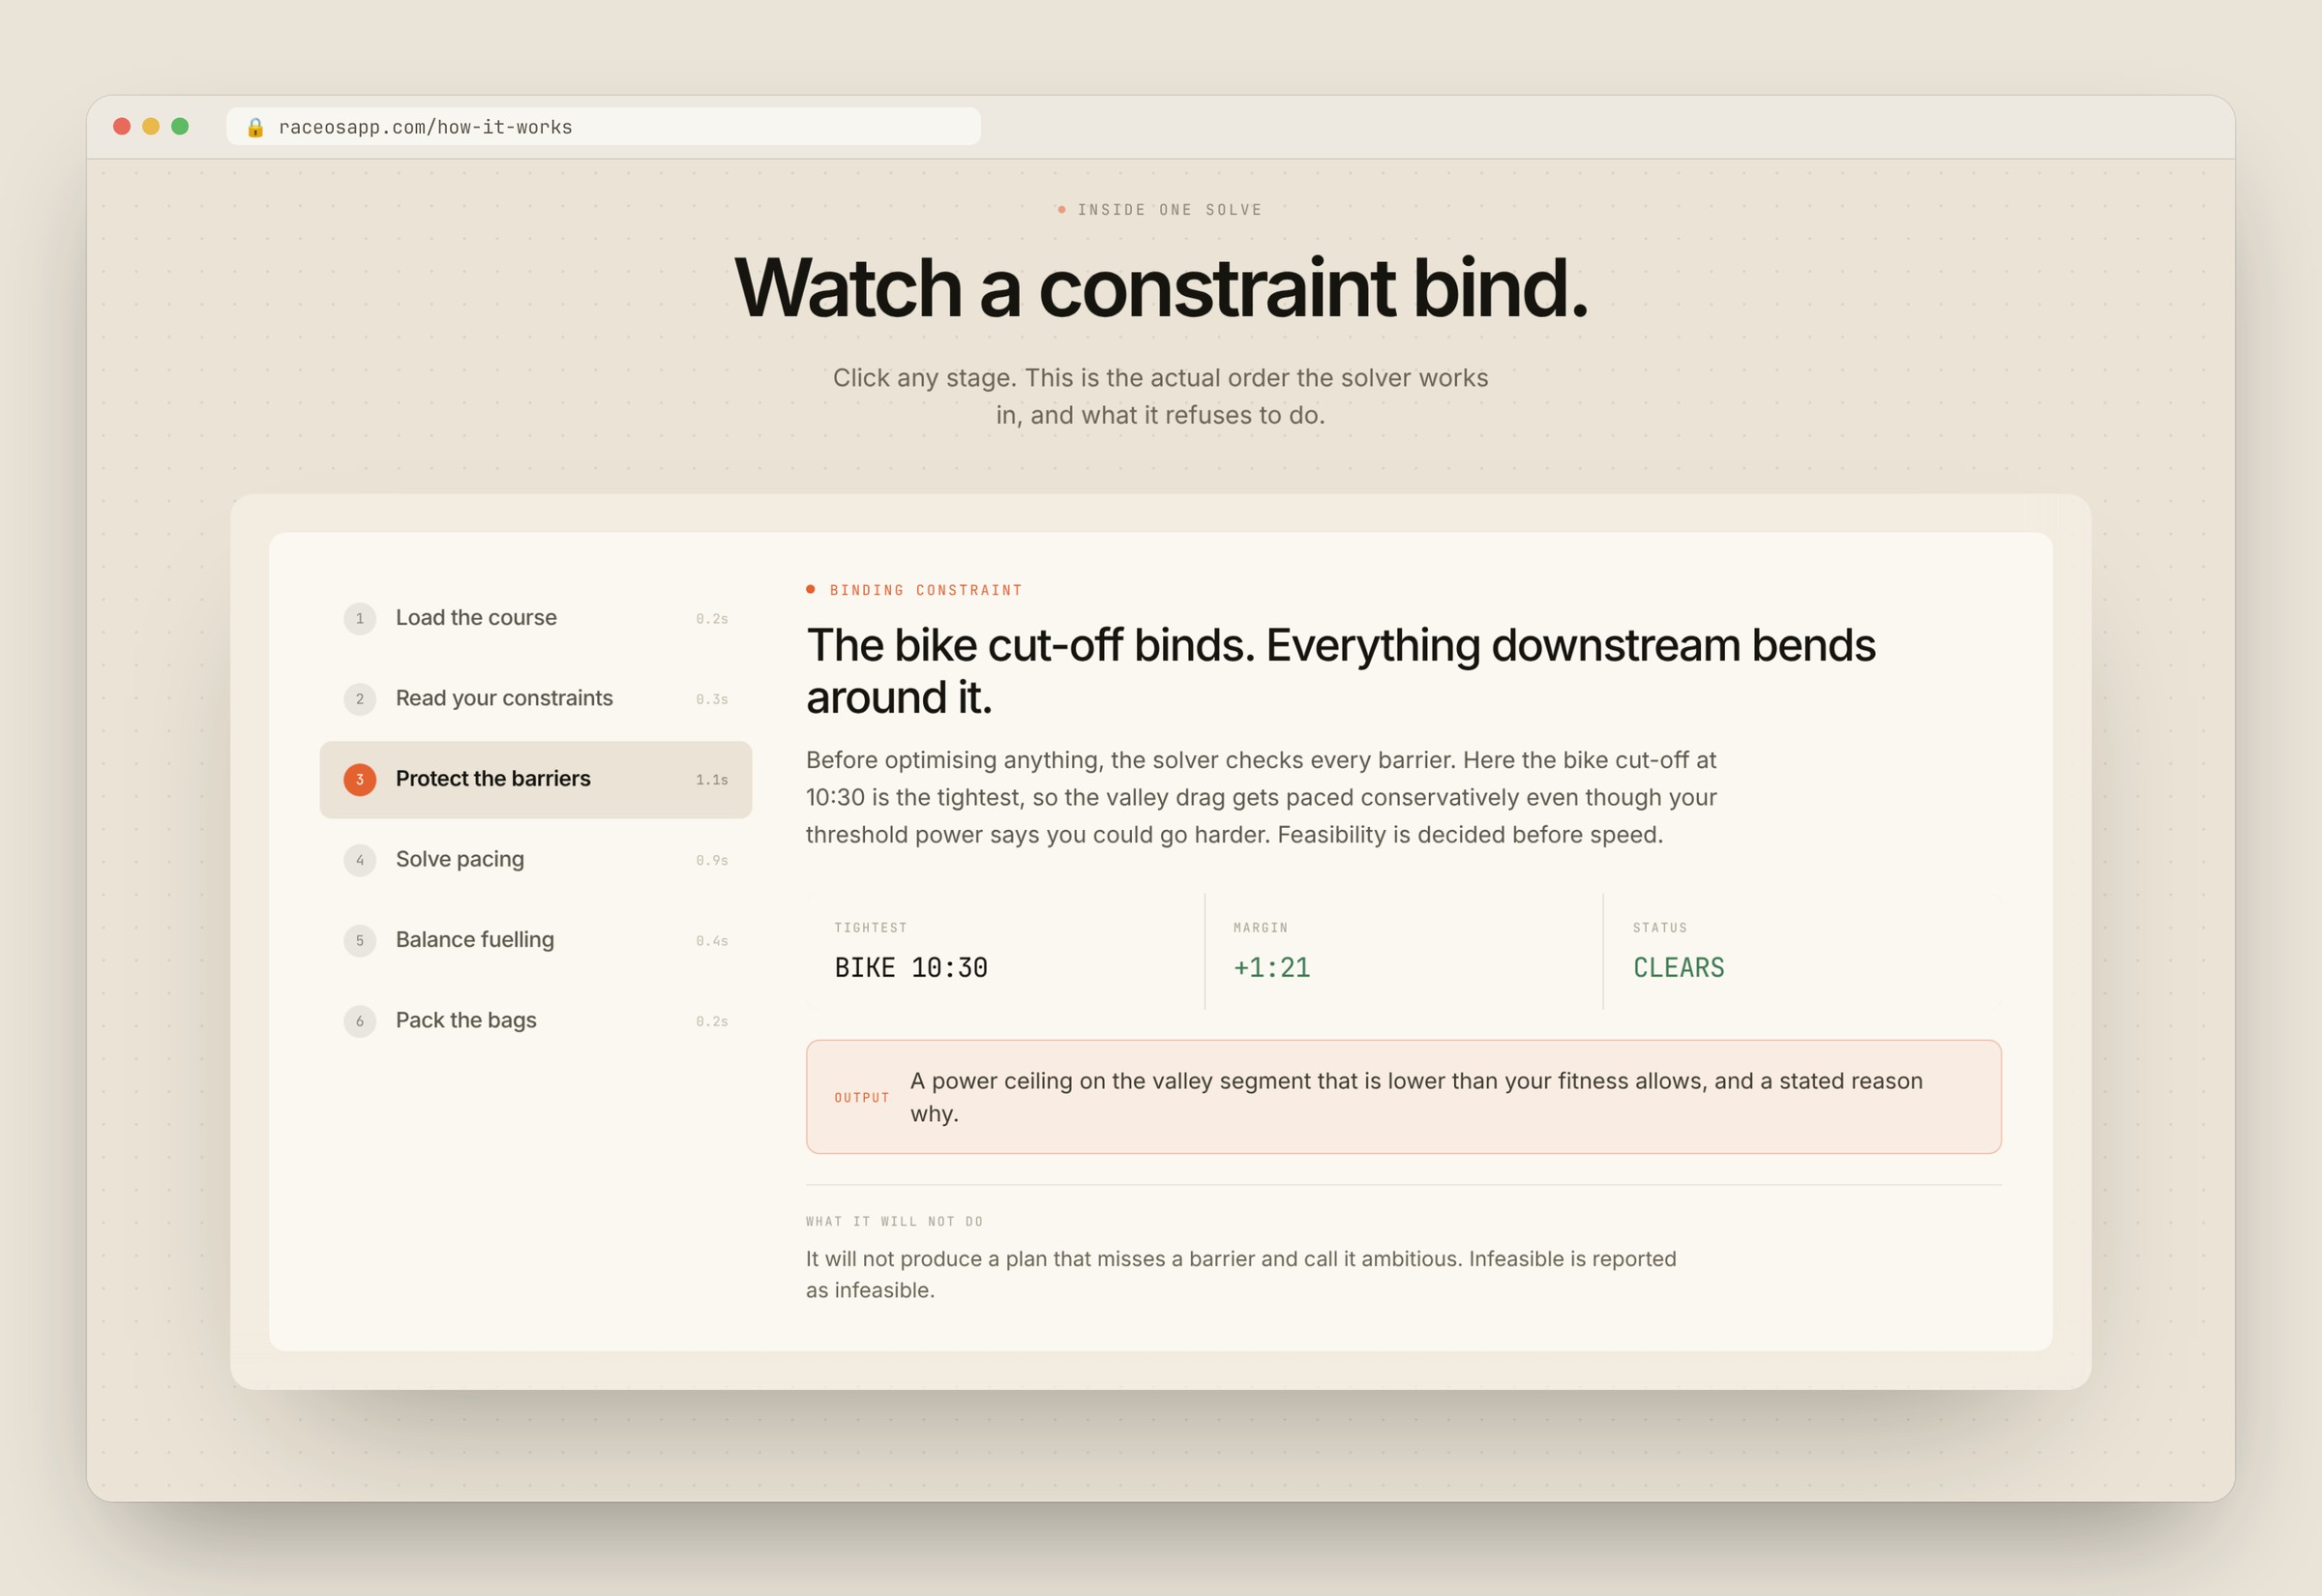 raceosapp.com/how-it-works
INSIDE ONE SOLVE
Watch a constraint bind.
Click any stage. This is the actual order the solver works
in, and what it refuses to do.
1 Load the course 0.2s
2 Read your constraints 0.3s
3 Protect the barriers 1.1s
4 Solve pacing 0.9s
5 Balance fuelling 0.4s
6 Pack the bags 0.2s
BINDING CONSTRAINT
The bike cut-off binds. Everything downstream bends
around it.
Before optimising anything, the solver checks every barrier. Here the bike cut-off at
10:30 is the tightest, so the valley drag gets paced conservatively even though your
threshold power says you could go harder. Feasibility is decided before speed.
TIGHTEST
BIKE 10:30
MARGIN
+1:21
STATUS
CLEARS
OUTPUT
A power ceiling on the valley segment that is lower than your fitness allows, and a stated reason
why.
WHAT IT WILL NOT DO
It will not produce a plan that misses a barrier and call it ambitious. Infeasible is reported
as infeasible.